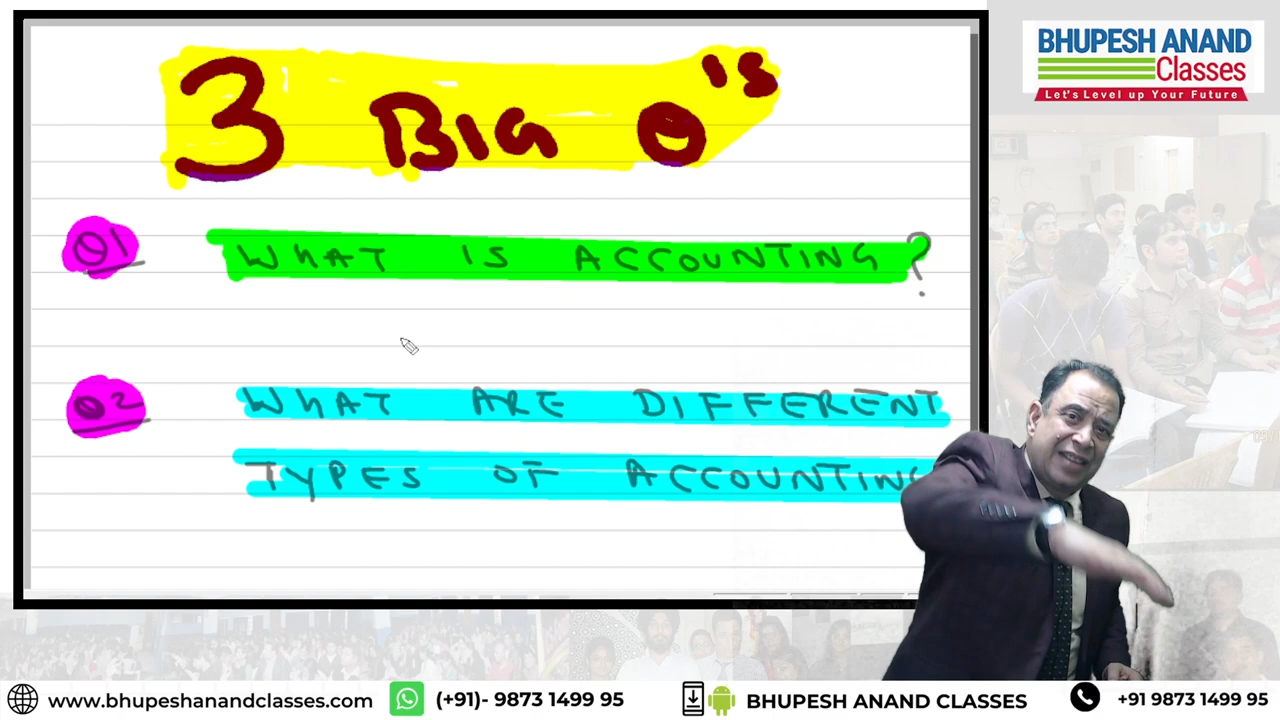 3 BIG Q's
BHUPESH ANAND
Classes
Let's Level up Your Future
Q1 WHAT IS ACCOUNTING?
Q2 WHAT ARE DIFFERENT
TYPES OF ACCOUNTING
www.bhupeshanandclasses.com
(+91)- 9873 1499 95
BHUPESH ANAND CLASSES
+91 9873 1499 95